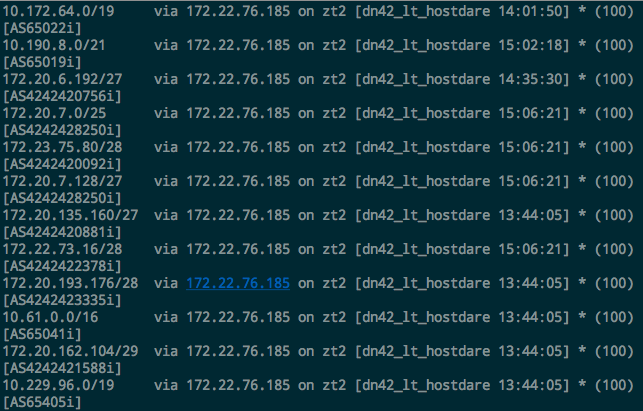 10.172.64.0/19 via 172.22.76.185 on zt2 [dn42_lt_hostdare 14:01:50] * (100)
[AS65022i]
10.190.8.0/21 via 172.22.76.185 on zt2 [dn42_lt_hostdare 15:02:18] * (100)
[AS65019i]
172.20.6.192/27 via 172.22.76.185 on zt2 [dn42_lt_hostdare 14:35:30] * (100)
[AS4242420756i]
172.20.7.0/25 via 172.22.76.185 on zt2 [dn42_lt_hostdare 15:06:21] * (100)
[AS4242428250i]
172.23.75.80/28 via 172.22.76.185 on zt2 [dn42_lt_hostdare 15:06:21] * (100)
[AS4242420092i]
172.20.7.128/27 via 172.22.76.185 on zt2 [dn42_lt_hostdare 15:06:21] * (100)
[AS4242428250i]
172.20.135.160/27 via 172.22.76.185 on zt2 [dn42_lt_hostdare 13:44:05] * (100)
[AS4242420881i]
172.22.73.16/28 via 172.22.76.185 on zt2 [dn42_lt_hostdare 15:06:21] * (100)
[AS4242422378i]
172.20.193.176/28 via 172.22.76.185 on zt2 [dn42_lt_hostdare 13:44:05] * (100)
[AS4242423335i]
10.61.0.0/16 via 172.22.76.185 on zt2 [dn42_lt_hostdare 13:44:05] * (100)
[AS65041i]
172.20.162.104/29 via 172.22.76.185 on zt2 [dn42_lt_hostdare 13:44:05] * (100)
[AS4242421588i]
10.229.96.0/19 via 172.22.76.185 on zt2 [dn42_lt_hostdare 13:44:05] * (100)
[AS65405i]